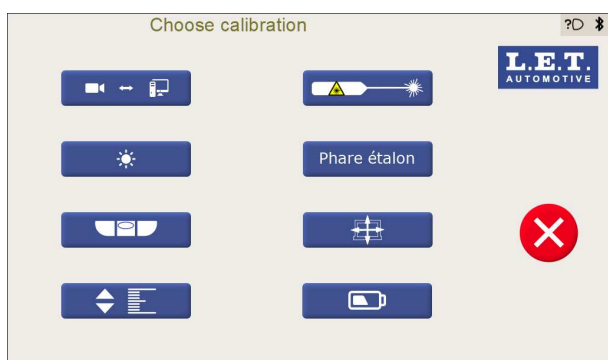 Choose calibration
?
L.E.T.
AUTOMOTIVE
Phare étalon